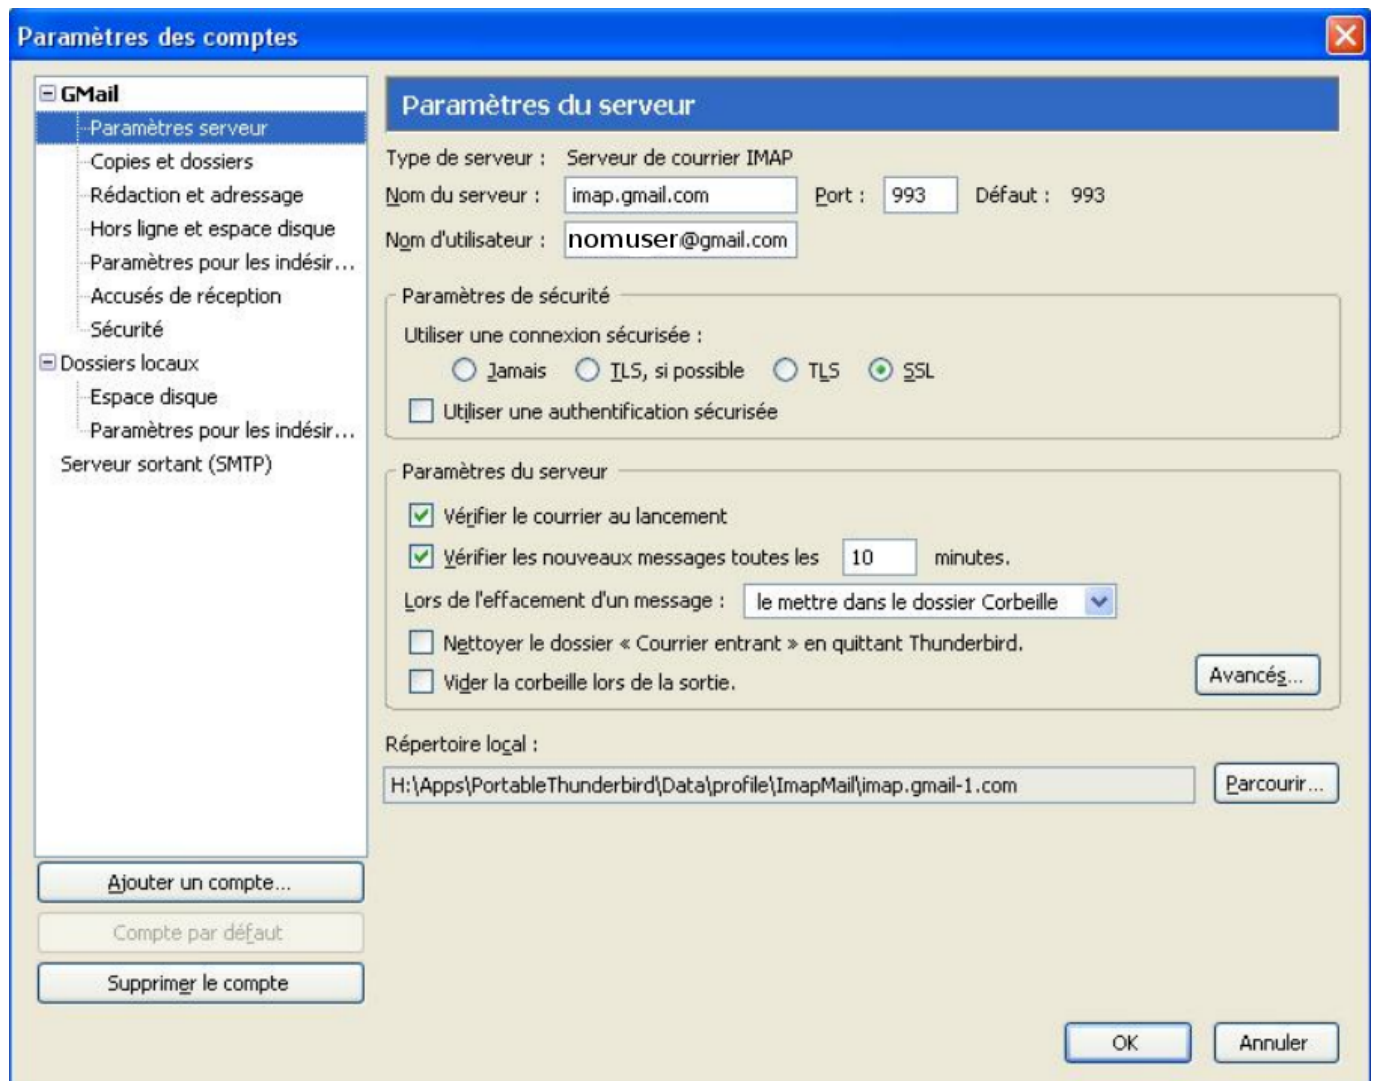 Paramètres des comptes
GMail
Paramètres serveur
Copies et dossiers
Rédaction et adressage
Hors ligne et espace disque
Paramètres pour les indésir...
Accusés de réception
Sécurité
Dossiers locaux
Espace disque
Paramètres pour les indésir...
Serveur sortant (SMTP)
Ajouter un compte...
Compte par défaut
Supprimer le compte
Paramètres du serveur
Type de serveur : Serveur de courrier IMAP
Nom du serveur : imap.gmail.com Port : 993 Défaut : 993
Nom d'utilisateur : nomuser@gmail.com
Paramètres de sécurité
Utiliser une connexion sécurisée :
Jamais TLS, si possible TLS SSL
Utiliser une authentification sécurisée
Paramètres du serveur
Vérifier le courrier au lancement
Vérifier les nouveaux messages toutes les 10 minutes.
Lors de l'effacement d'un message : le mettre dans le dossier Corbeille
Nettoyer le dossier « Courrier entrant » en quittant Thunderbird.
Vider la corbeille lors de la sortie.
Avancés...
Répertoire local :
H:\Apps\PortableThunderbird\Data\profile\ImapMail\imap.gmail-1.com
Parcourir...
OK Annuler